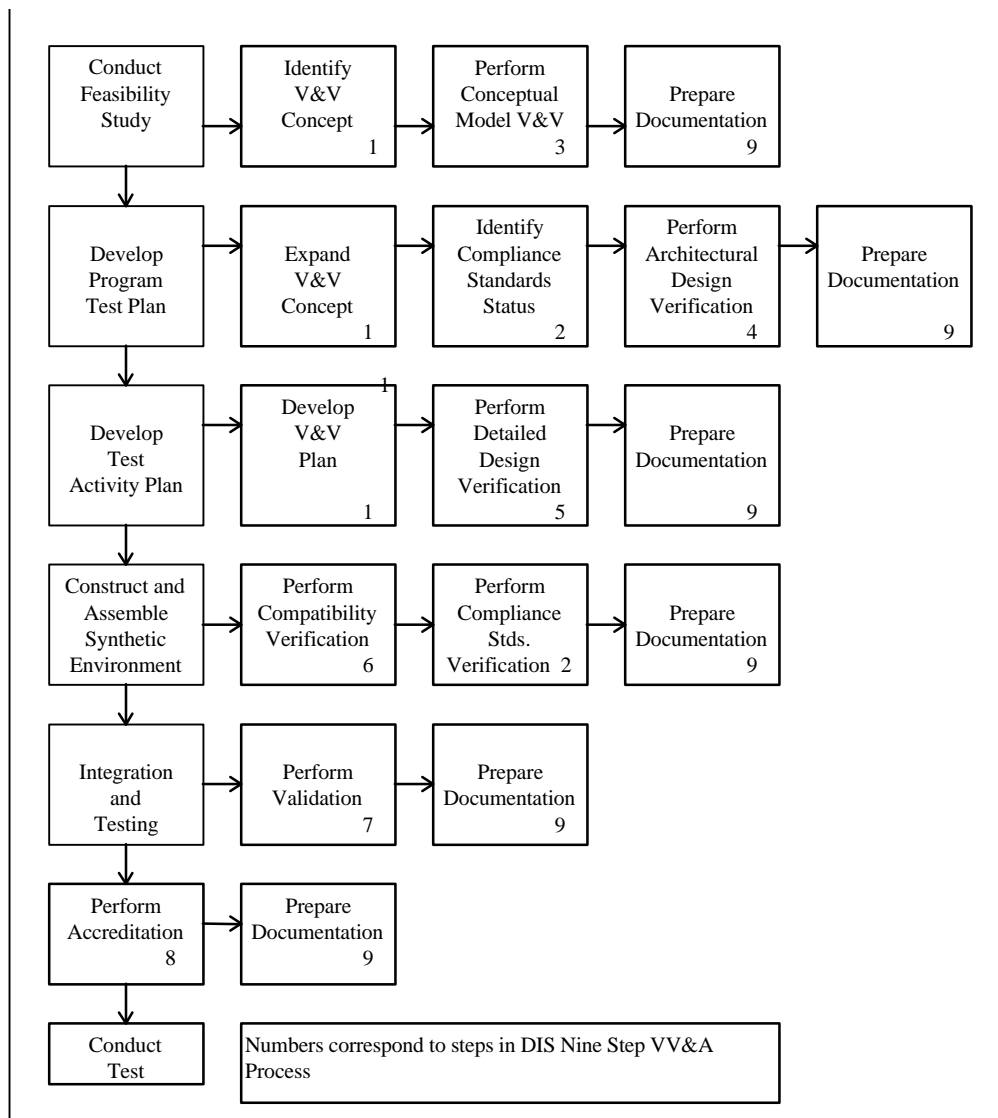 Conduct
Feasibility
Study
Identify
V&V
Concept
1
Perform
Conceptual
Model V&V
3
Prepare
Documentation
9
Develop
Program
Test Plan
Expand
V&V
Concept
1
Identify
Compliance
Standards
Status
2
Perform
Architectural
Design
Verification
4
Prepare
Documentation
9
Develop
Test
Activity Plan
1
Develop
V&V
Plan
1
Perform
Detailed
Design
Verification
5
Prepare
Documentation
9
Construct and
Assemble
Synthetic
Environment
Perform
Compatibility
Verification
6
Perform
Compliance
Stds.
Verification 2
Prepare
Documentation
9
Integration
and
Testing
Perform
Validation
7
Prepare
Documentation
9
Perform
Accreditation
8
Prepare
Documentation
9
Conduct
Test
Numbers correspond to steps in DIS Nine Step VV&A
Process